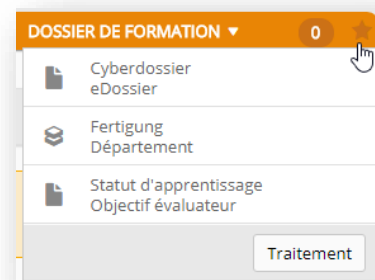 DOSSIER DE FORMATION ▼ 0
Cyberdossier
eDossier
Fertigung
Département
Statut d'apprentissage
Objectif évaluateur
Traitement